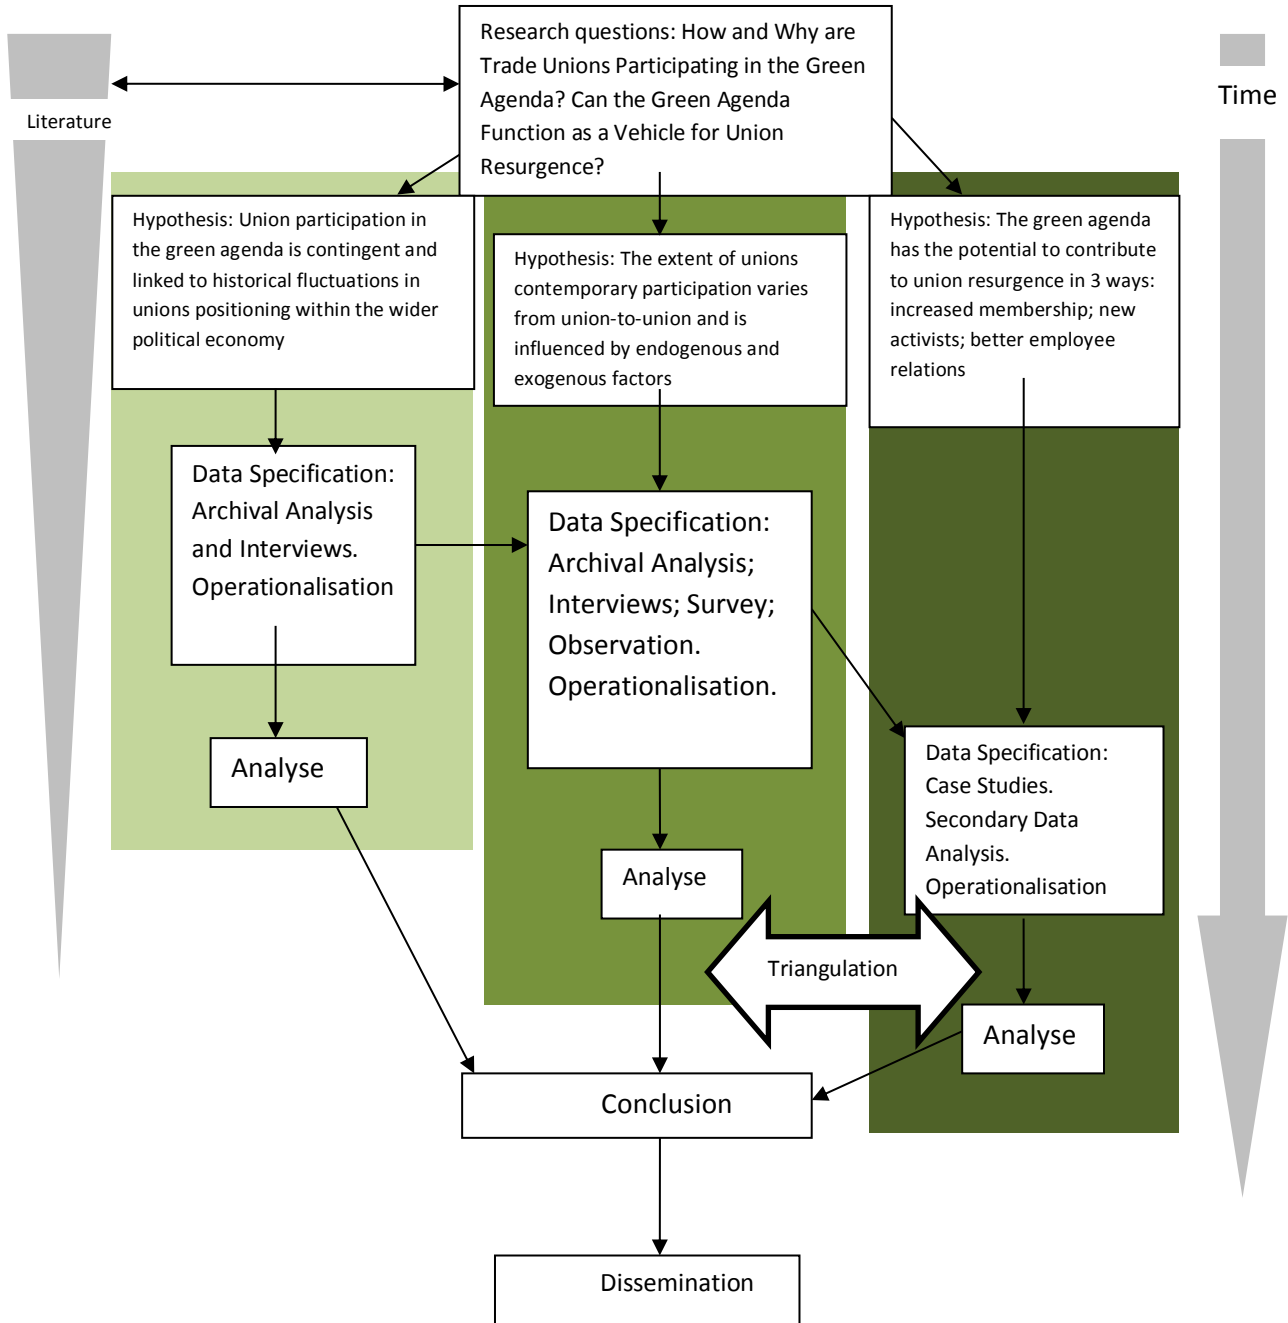 Research questions: How and Why are
Trade Unions Participating in the Green
Agenda? Can the Green Agenda
Function as a Vehicle for Union
Resurgence?
Literature
Time
Hypothesis: Union participation in
the green agenda is contingent and
linked to historical fluctuations in
unions positioning within the wider
political economy
Hypothesis: The extent of unions
contemporary participation varies
from union-to-union and is
influenced by endogenous and
exogenous factors
Hypothesis: The green agenda
has the potential to contribute
to union resurgence in 3 ways:
increased membership; new
activists; better employee
relations
Data Specification:
Archival Analysis
and Interviews.
Operationalisation
Data Specification:
Archival Analysis;
Interviews; Survey;
Observation.
Operationalisation.
Data Specification:
Case Studies.
Secondary Data
Analysis.
Operationalisation
Analyse
Analyse
Triangulation
Analyse
Conclusion
Dissemination